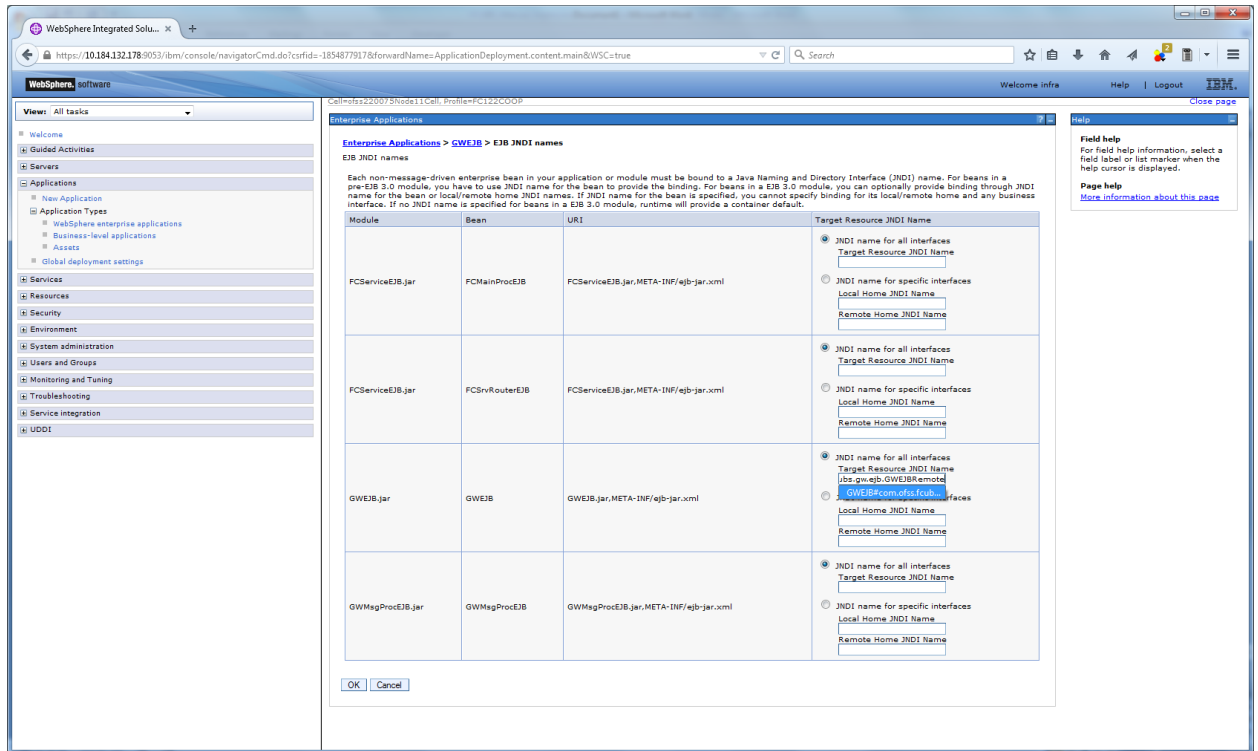 WebSphere Integrated Solu...
https://10.184.132.178:9053/ibm/console/navigatorCmd.do?csrfid=-1854877917&forwardName=ApplicationDeployment.content.main&WSC=true
Search
2
WebSphere. software
Welcome infra
Help | Logout
IBM.
View: All tasks
Cell=ofss220075Node11Cell, Profile=FC122COOP
Close page
Welcome
Guided Activities
Servers
Applications
New Application
Application Types
WebSphere enterprise applications
Business-level applications
Assets
Global deployment settings
Services
Resources
Security
Environment
System administration
Users and Groups
Monitoring and Tuning
Troubleshooting
Service integration
UDDI
Enterprise Applications
?
Enterprise Applications > GWEJB > EJB JNDI names
EJB JNDI names
Each non-message-driven enterprise bean in your application or module must be bound to a Java Naming and Directory Interface (JNDI) name. For beans in a
pre-EJB 3.0 module, you have to use JNDI name for the bean to provide the binding. For beans in a EJB 3.0 module, you can optionally provide binding through JNDI
name for the bean or local/remote home JNDI names. If JNDI name for the bean is specified, you cannot specify binding for its local/remote home and any business
interface. If no JNDI name is specified for beans in a EJB 3.0 module, runtime will provide a container default.
Module Bean URI Target Resource JNDI Name
JNDI name for all interfaces
Target Resource JNDI Name
FCServiceEJB.jar FCMainProcEJB FCServiceEJB.jar,META-INF/ejb-jar.xml
JNDI name for specific interfaces
Local Home JNDI Name
Remote Home JNDI Name
JNDI name for all interfaces
Target Resource JNDI Name
FCServiceEJB.jar FCSrvRouterEJB FCServiceEJB.jar,META-INF/ejb-jar.xml
JNDI name for specific interfaces
Local Home JNDI Name
Remote Home JNDI Name
JNDI name for all interfaces
Target Resource JNDI Name
ubs.gw.ejb.GWEJBRemote
GWEJB#com.ofss.fcub...
GWEJB.jar GWEJB GWEJB.jar,META-INF/ejb-jar.xml
Local Home JNDI Name
Remote Home JNDI Name
JNDI name for all interfaces
Target Resource JNDI Name
GWMsgProcEJB.jar GWMsgProcEJB GWMsgProcEJB.jar,META-INF/ejb-jar.xml
JNDI name for specific interfaces
Local Home JNDI Name
Remote Home JNDI Name
OK Cancel
Help
Field help
For field help information, select a
field label or list marker when the
help cursor is displayed.
Page help
More information about this page